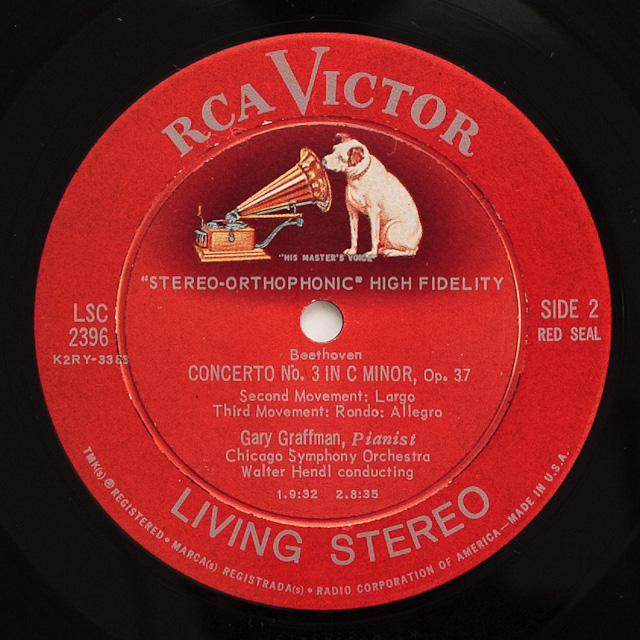 RCA VICTOR
"HIS MASTER'S VOICE"
"STEREO-ORTHOPHONIC" HIGH FIDELITY
LSC
2396
SIDE 2
RED SEAL
Beethoven
CONCERTO No. 3 IN C MINOR, Op. 37
Second Movement: Largo
Third Movement: Rondo: Allegro
Gary Graffman, Pianist
Chicago Symphony Orchestra
Walter Hendl conducting
1.9:32 2.8:35
LIVING STEREO
TMK(s) ® REGISTERED • MARCA(s) REGISTRADA(s) • RADIO CORPORATION OF AMERICA—MADE IN U.S.A.